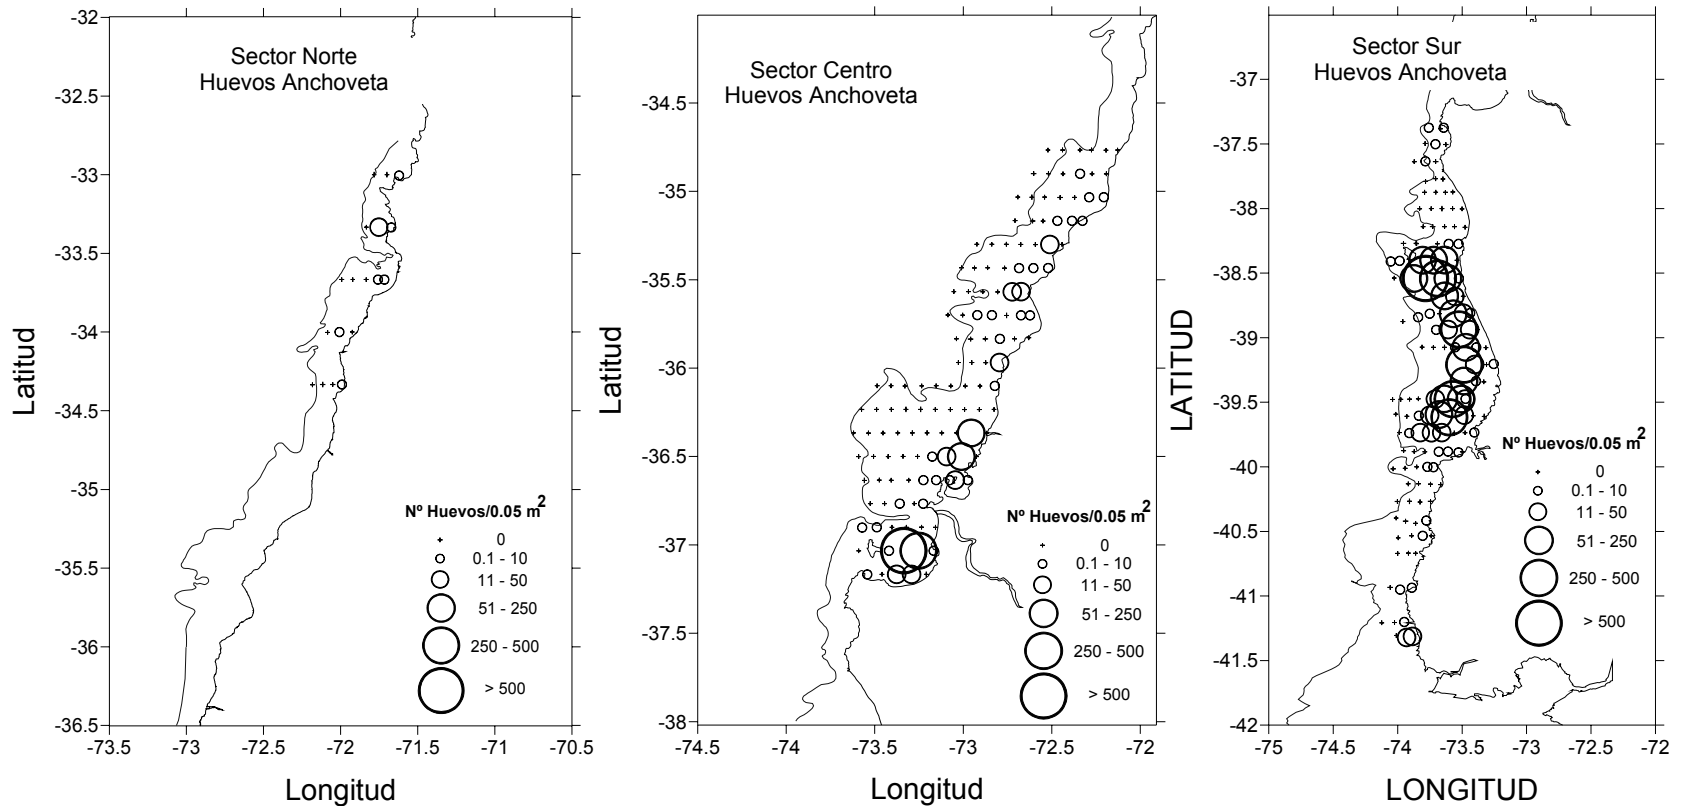 Sector Norte
Huevos Anchoveta
-32
-32.5
-33
-33.5
-34
-34.5
-35
-35.5
-36
-36.5
-73.5
-73
-72.5
-72
-71.5
-71
-70.5
Latitud
Longitud
Nº Huevos/0.05 m2
0
0.1 - 10
11 - 50
51 - 250
250 - 500
> 500
Sector Centro
Huevos Anchoveta
-34.5
-35
-35.5
-36
-36.5
-37
-37.5
-38
-74.5
-74
-73.5
-73
-72.5
-72
Latitud
Longitud
Nº Huevos/0.05 m2
0
0.1 - 10
11 - 50
51 - 250
250 - 500
> 500
Sector Sur
Huevos Anchoveta
-37
-37.5
-38
-38.5
-39
-39.5
-40
-40.5
-41
-41.5
-42
-75
-74.5
-74
-73.5
-73
-72.5
-72
LATITUD
LONGITUD
Nº Huevos/0.05 m2
0
0.1 - 10
11 - 50
51 - 250
250 - 500
> 500